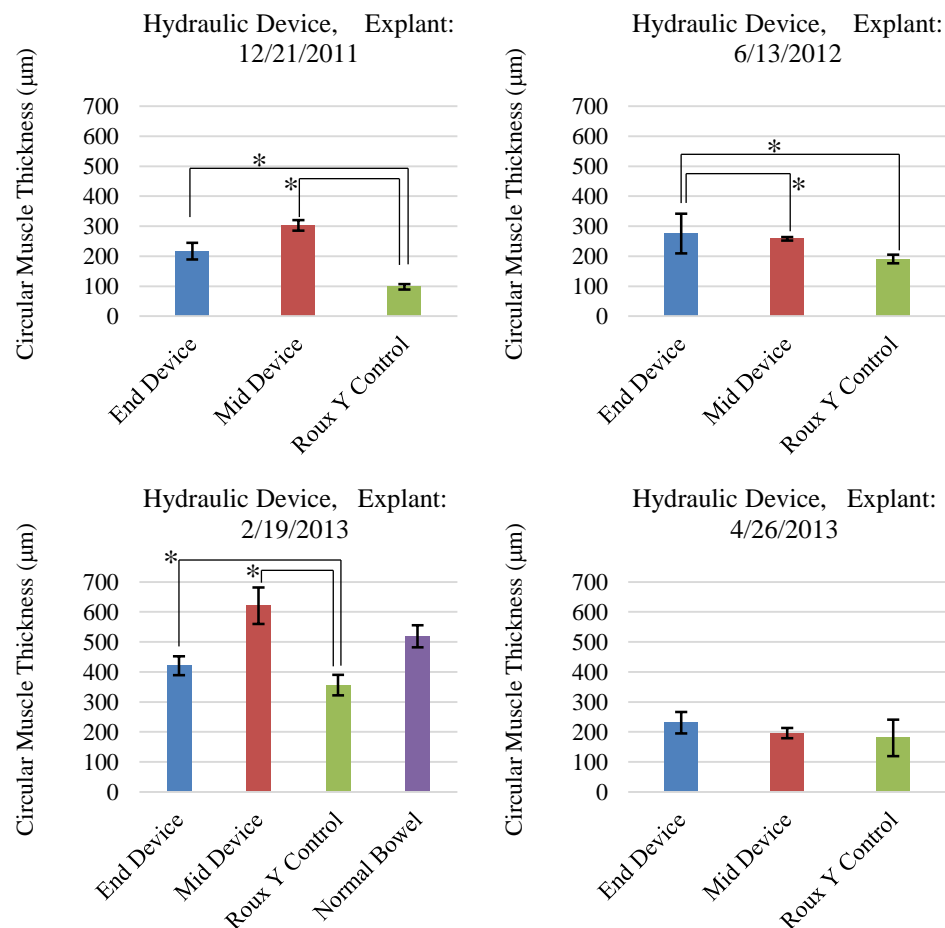 Hydraulic Device, Explant:
12/21/2011
Circular Muscle Thickness (µm)
700
600
500
400
300
200
100
0
*
*
End Device
Mid Device
Roux Y Control
Hydraulic Device, Explant:
6/13/2012
Circular Muscle Thickness (µm)
700
600
500
400
300
200
100
0
*
*
End Device
Mid Device
Roux Y Control
Hydraulic Device, Explant:
2/19/2013
Circular Muscle Thickness (µm)
700
600
500
400
300
200
100
0
*
*
End Device
Mid Device
Roux Y Control
Normal Bowel
Hydraulic Device, Explant:
4/26/2013
Circular Muscle Thickness (µm)
700
600
500
400
300
200
100
0
End Device
Mid Device
Roux Y Control